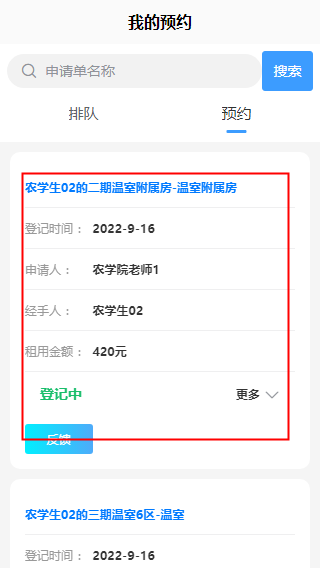 我的预约
申请单名称 搜索
排队 预约
农学生02的二期温室附属房-温室附属房
登记时间： 2022-9-16
申请人： 农学院老师1
经手人： 农学生02
租用金额： 420元
登记中 更多
反馈
农学生02的三期温室6区-温室
登记时间： 2022-9-16